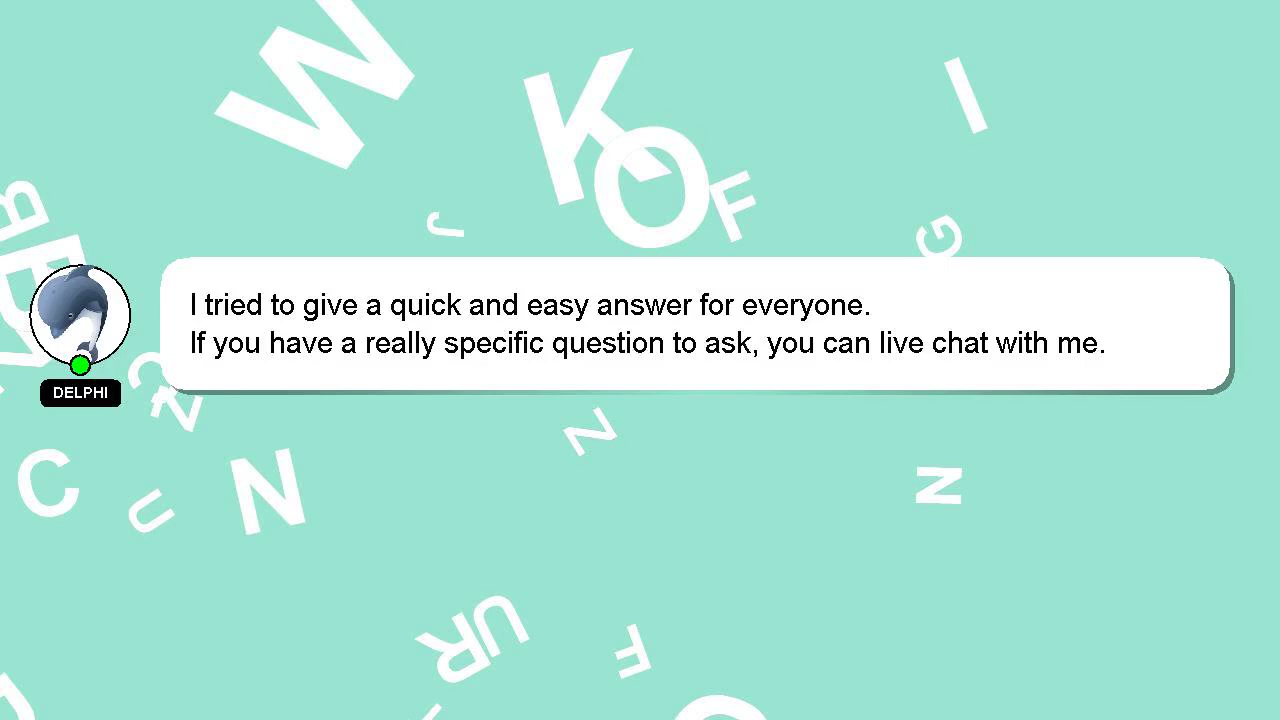 W
K
O
F
I
J
G
I tried to give a quick and easy answer for everyone.
If you have a really specific question to ask, you can live chat with me.
DELPHI
C
Z
C
U
N
Z
N
U
R
F